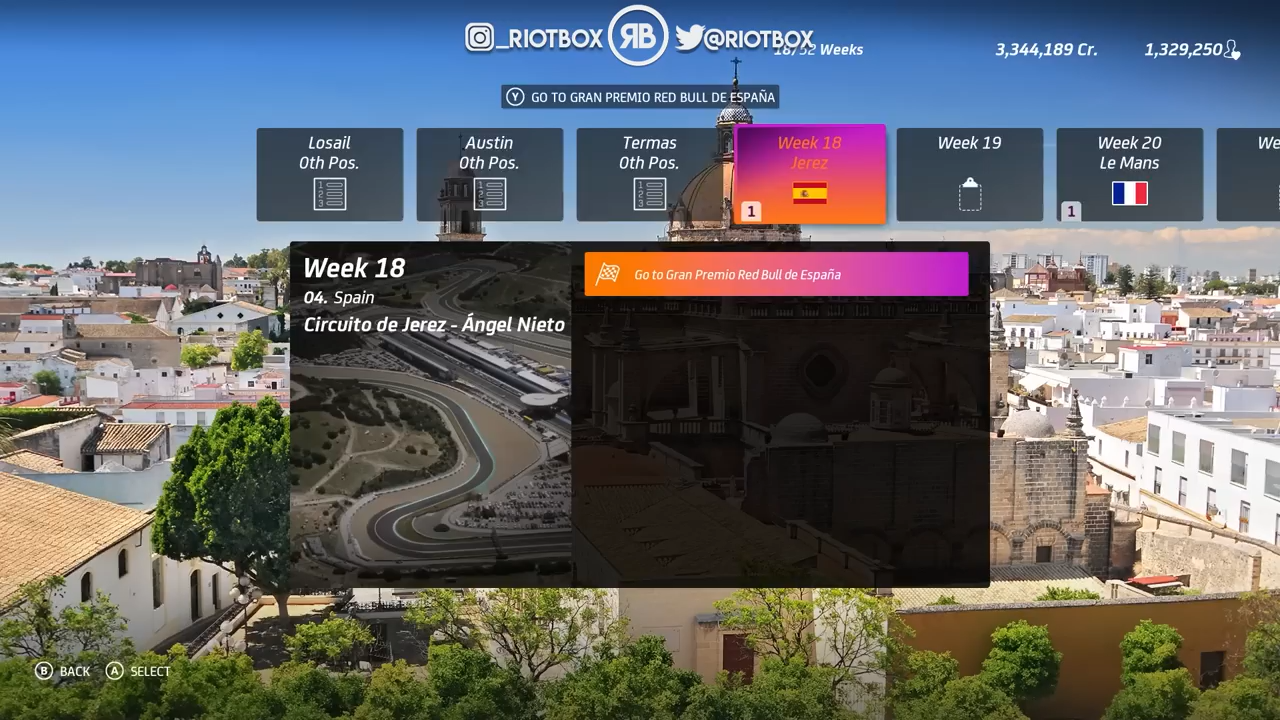 _RIOTBOX RB @RIOTBOX
18/52 Weeks
3,344,189 Cr.
1,329,250
Y GO TO GRAN PREMIO RED BULL DE ESPAÑA
Losail
0th Pos.
Austin
0th Pos.
Termas
0th Pos.
Week 18
Jerez
1
Week 19
Week 20
Le Mans
1
We
Week 18
04. Spain
Circuito de Jerez - Ángel Nieto
Go to Gran Premio Red Bull de España
B BACK A SELECT